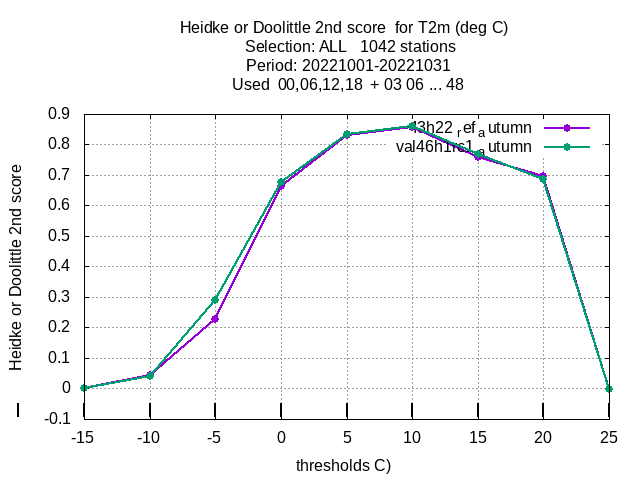 Heidke or Doolittle 2nd score for T2m (deg C)
Selection: ALL 1042 stations
Period: 20221001-20221031
Used 00,06,12,18 + 03 06 ... 48
Heidke or Doolittle 2nd score
0.9
0.8
0.7
0.6
0.5
0.4
0.3
0.2
0.1
0
-0.1
ref autumn
autumn
-15
-10
-5
0
5
10
15
20
25
thresholds C)